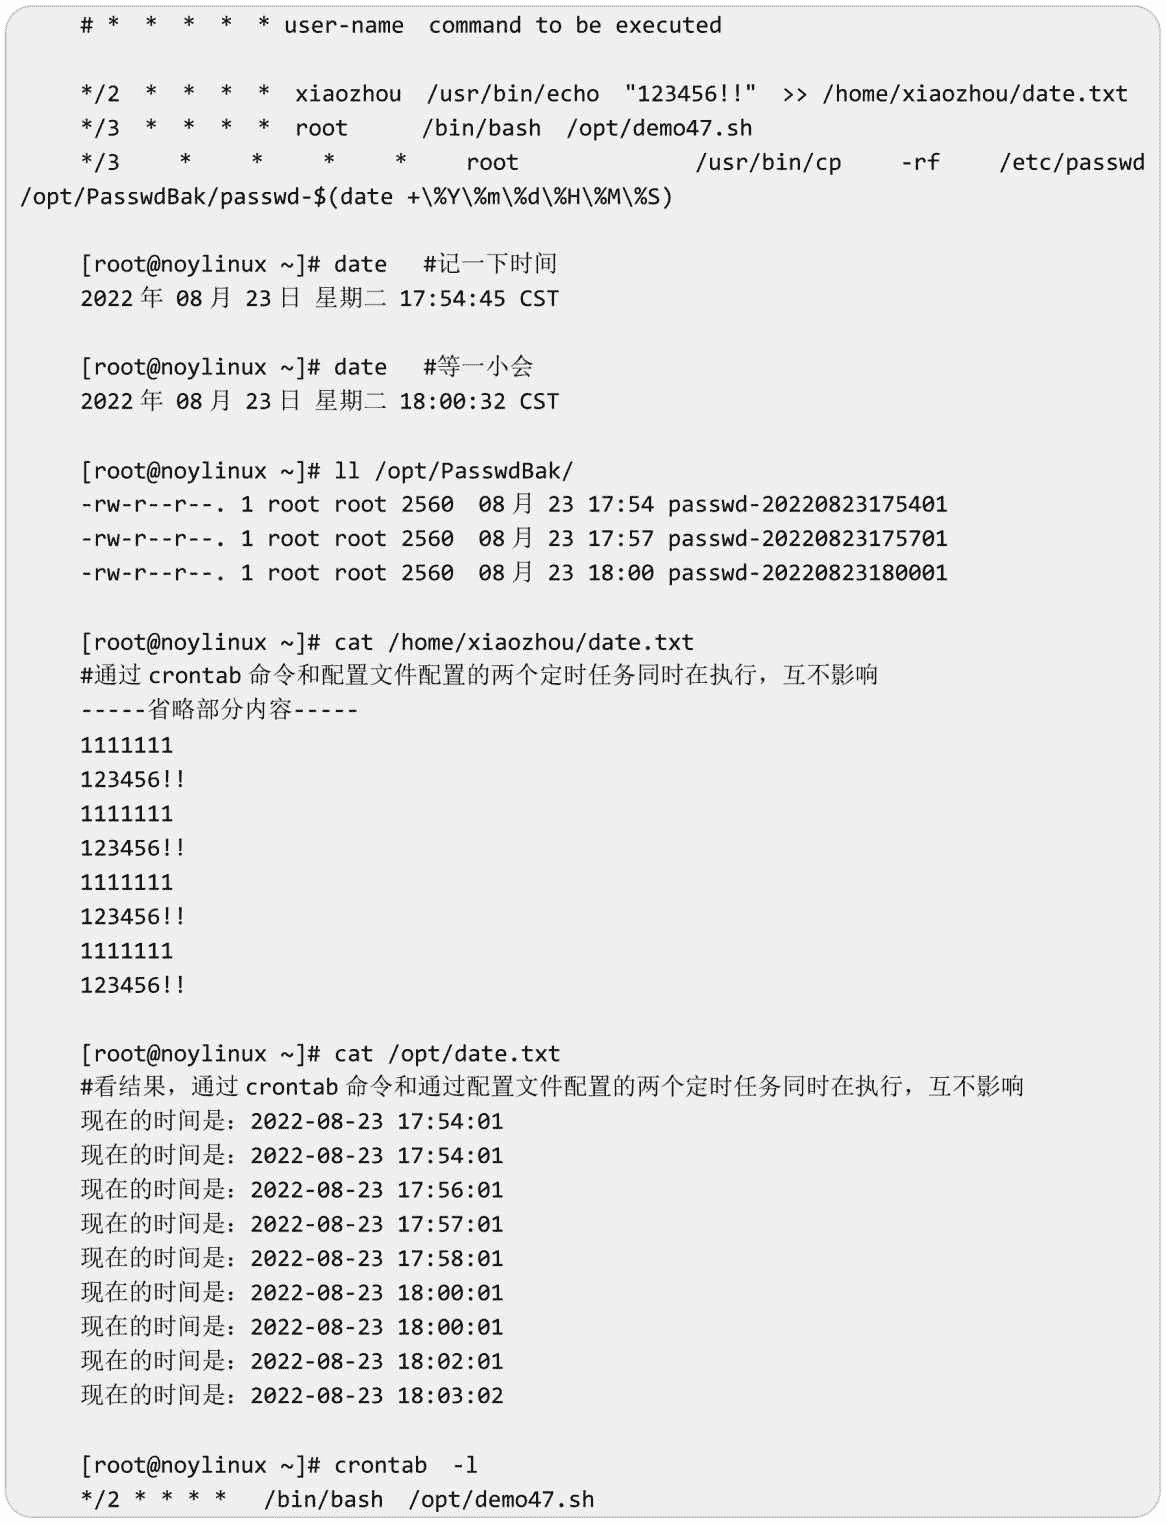 # * * * * * user-name command to be executed
*/2 * * * * xiaozhou /usr/bin/echo "123456!!" >> /home/xiaozhou/date.txt
*/3 * * * * root /bin/bash /opt/demo47.sh
*/3 * * * * root /usr/bin/cp -rf /etc/passwd
/opt/PasswdBak/passwd-$(date +\%Y\%m\%d\%H\%M\%S)
[root@noylinux ~]# date #记一下时间
2022 年 08 月 23 日 星期二 17:54:45 CST
[root@noylinux ~]# date #等一小会
2022 年 08 月 23 日 星期二 18:00:32 CST
[root@noylinux ~]# ll /opt/PasswdBak/
-rw-r--r--. 1 root root 2560 08 月 23 17:54 passwd-20220823175401
-rw-r--r--. 1 root root 2560 08 月 23 17:57 passwd-20220823175701
-rw-r--r--. 1 root root 2560 08 月 23 18:00 passwd-20220823180001
[root@noylinux ~]# cat /home/xiaozhou/date.txt
#通过 crontab 命令和配置文件配置的两个定时任务同时在执行，互不影响
-----省略部分内容-----
1111111
123456!!
1111111
123456!!
1111111
123456!!
1111111
123456!!
[root@noylinux ~]# cat /opt/date.txt
#看结果，通过 crontab 命令和通过配置文件配置的两个定时任务同时在执行，互不影响
现在的时间是：2022-08-23 17:54:01
现在的时间是：2022-08-23 17:54:01
现在的时间是：2022-08-23 17:56:01
现在的时间是：2022-08-23 17:57:01
现在的时间是：2022-08-23 17:58:01
现在的时间是：2022-08-23 18:00:01
现在的时间是：2022-08-23 18:00:01
现在的时间是：2022-08-23 18:02:01
现在的时间是：2022-08-23 18:03:02
[root@noylinux ~]# crontab -l
*/2 * * * * /bin/bash /opt/demo47.sh